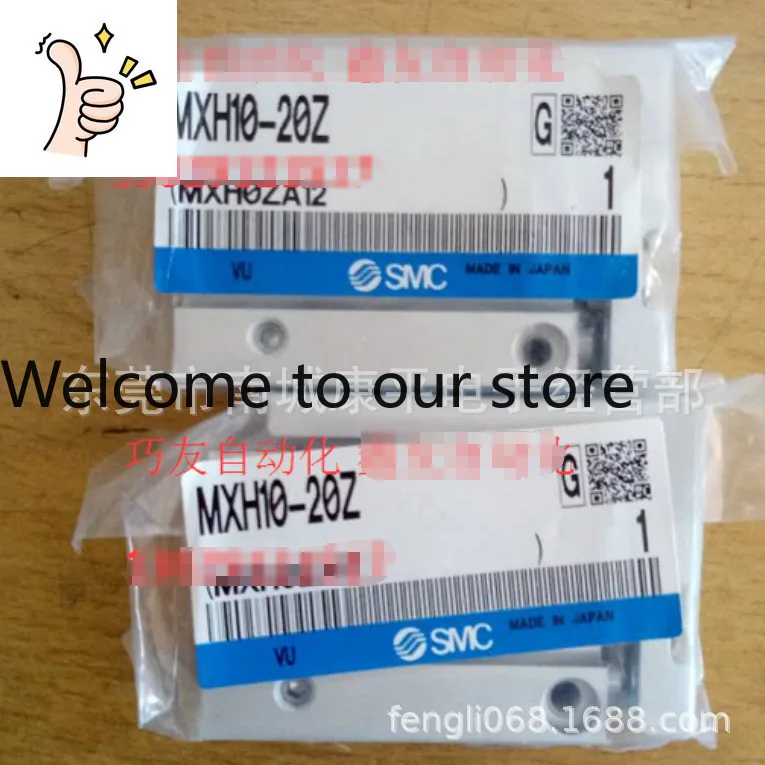 MXH10-20Z
G
(MXH0ZA12 )
1
VU
SMC
MADE IN JAPAN
Welcome to our store
巧友自动化
MXH10-20Z
G
)
1
VU
SMC
MADE IN JAPAN
fengli068.1688.com